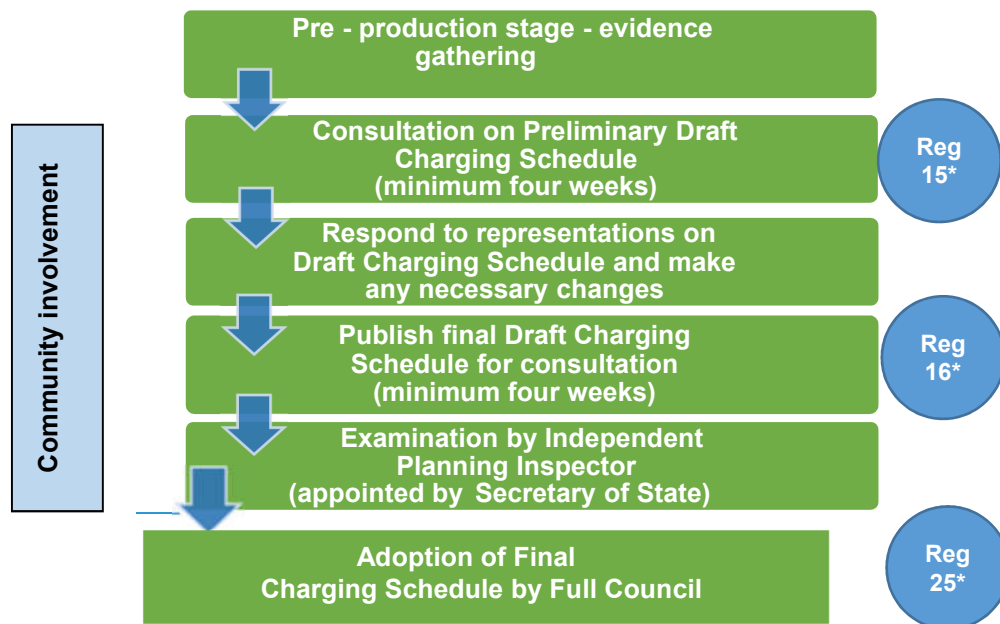 Pre - production stage - evidence
gathering
Community involvement
Consultation on Preliminary Draft
Charging Schedule
(minimum four weeks)
Reg
15*
Respond to representations on
Draft Charging Schedule and make
any necessary changes
Publish final Draft Charging
Schedule for consultation
(minimum four weeks)
Reg
16*
Examination by Independent
Planning Inspector
(appointed by Secretary of State)
Adoption of Final
Charging Schedule by Full Council
Reg
25*